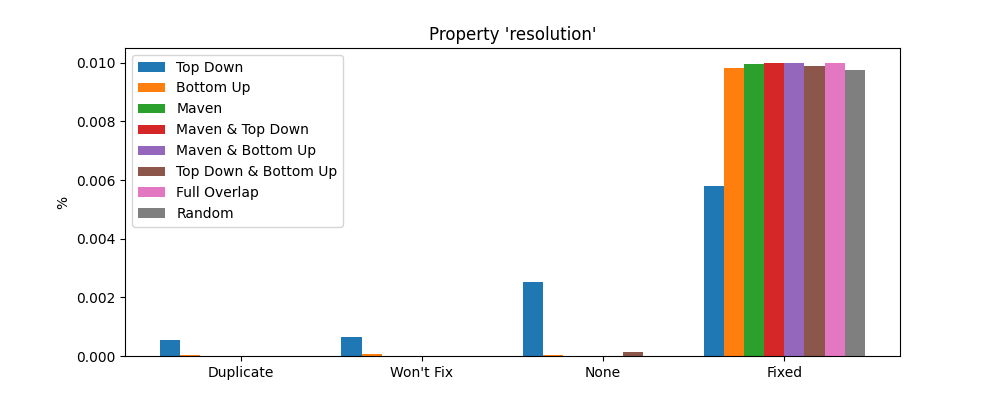 Property 'resolution'
0.010
0.008
0.006
0.004
0.002
0.000
%
Top Down
Bottom Up
Maven
Maven & Top Down
Maven & Bottom Up
Top Down & Bottom Up
Full Overlap
Random
Duplicate
Won't Fix
None
Fixed